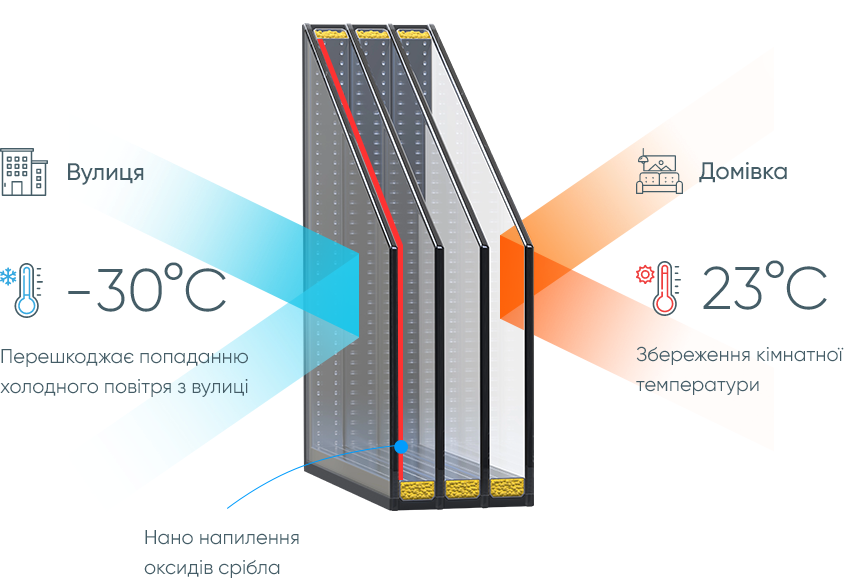 Вулиця
Домівка
-30°C
23°C
Перешкоджає попаданню
холодного повітря з вулиці
Збереження кімнатної
температури
Нано напилення
оксидів срібла